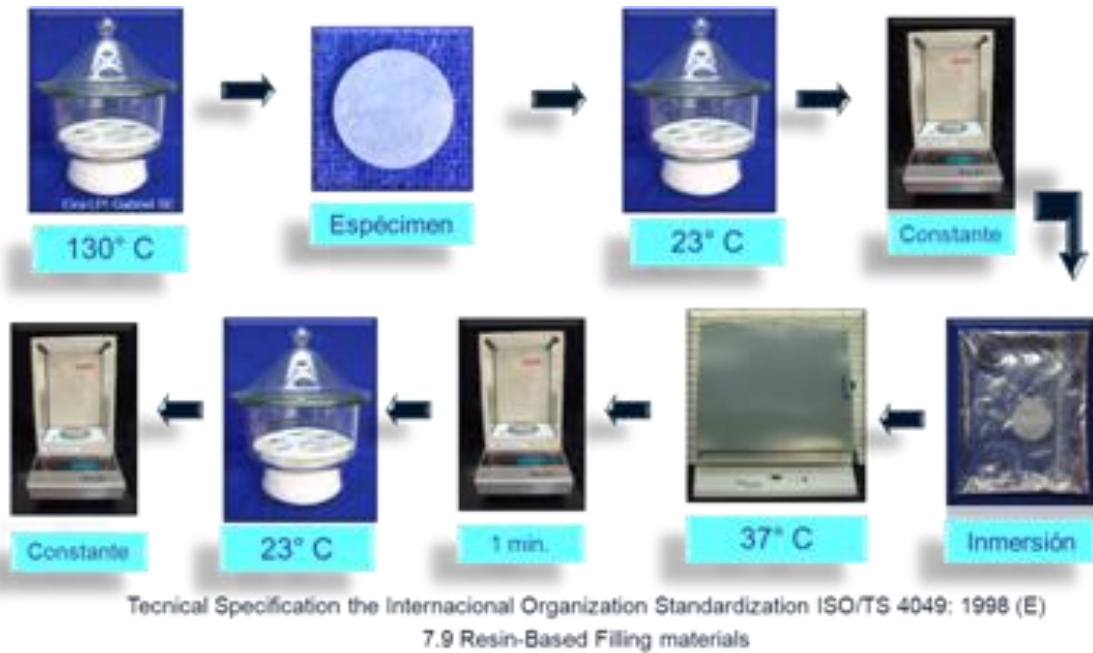 130° C
Espécimen
23° C
Constante
Inmersión
37° C
1 min.
23° C
Constante
Tecnical Specification the Internacional Organization Standardization ISO/TS 4049: 1998 (E)
7.9 Resin-Based Filling materials